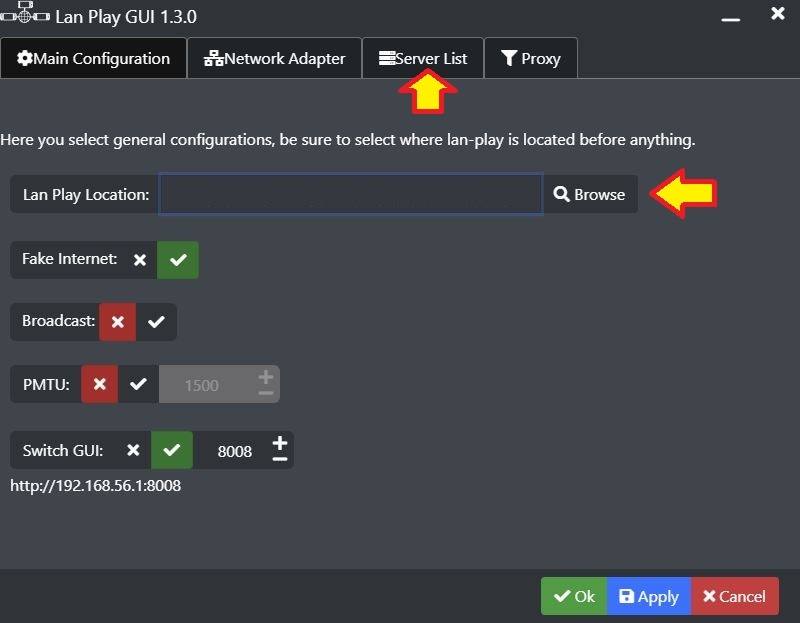 Lan Play GUI 1.3.0
Main Configuration Network Adapter Server List Proxy
Here you select general configurations, be sure to select where lan-play is located before anything.
Lan Play Location: Browse
Fake Internet:
Broadcast:
PMTU: 1500
Switch GUI: 8008
http://192.168.56.1:8008
Ok Apply Cancel